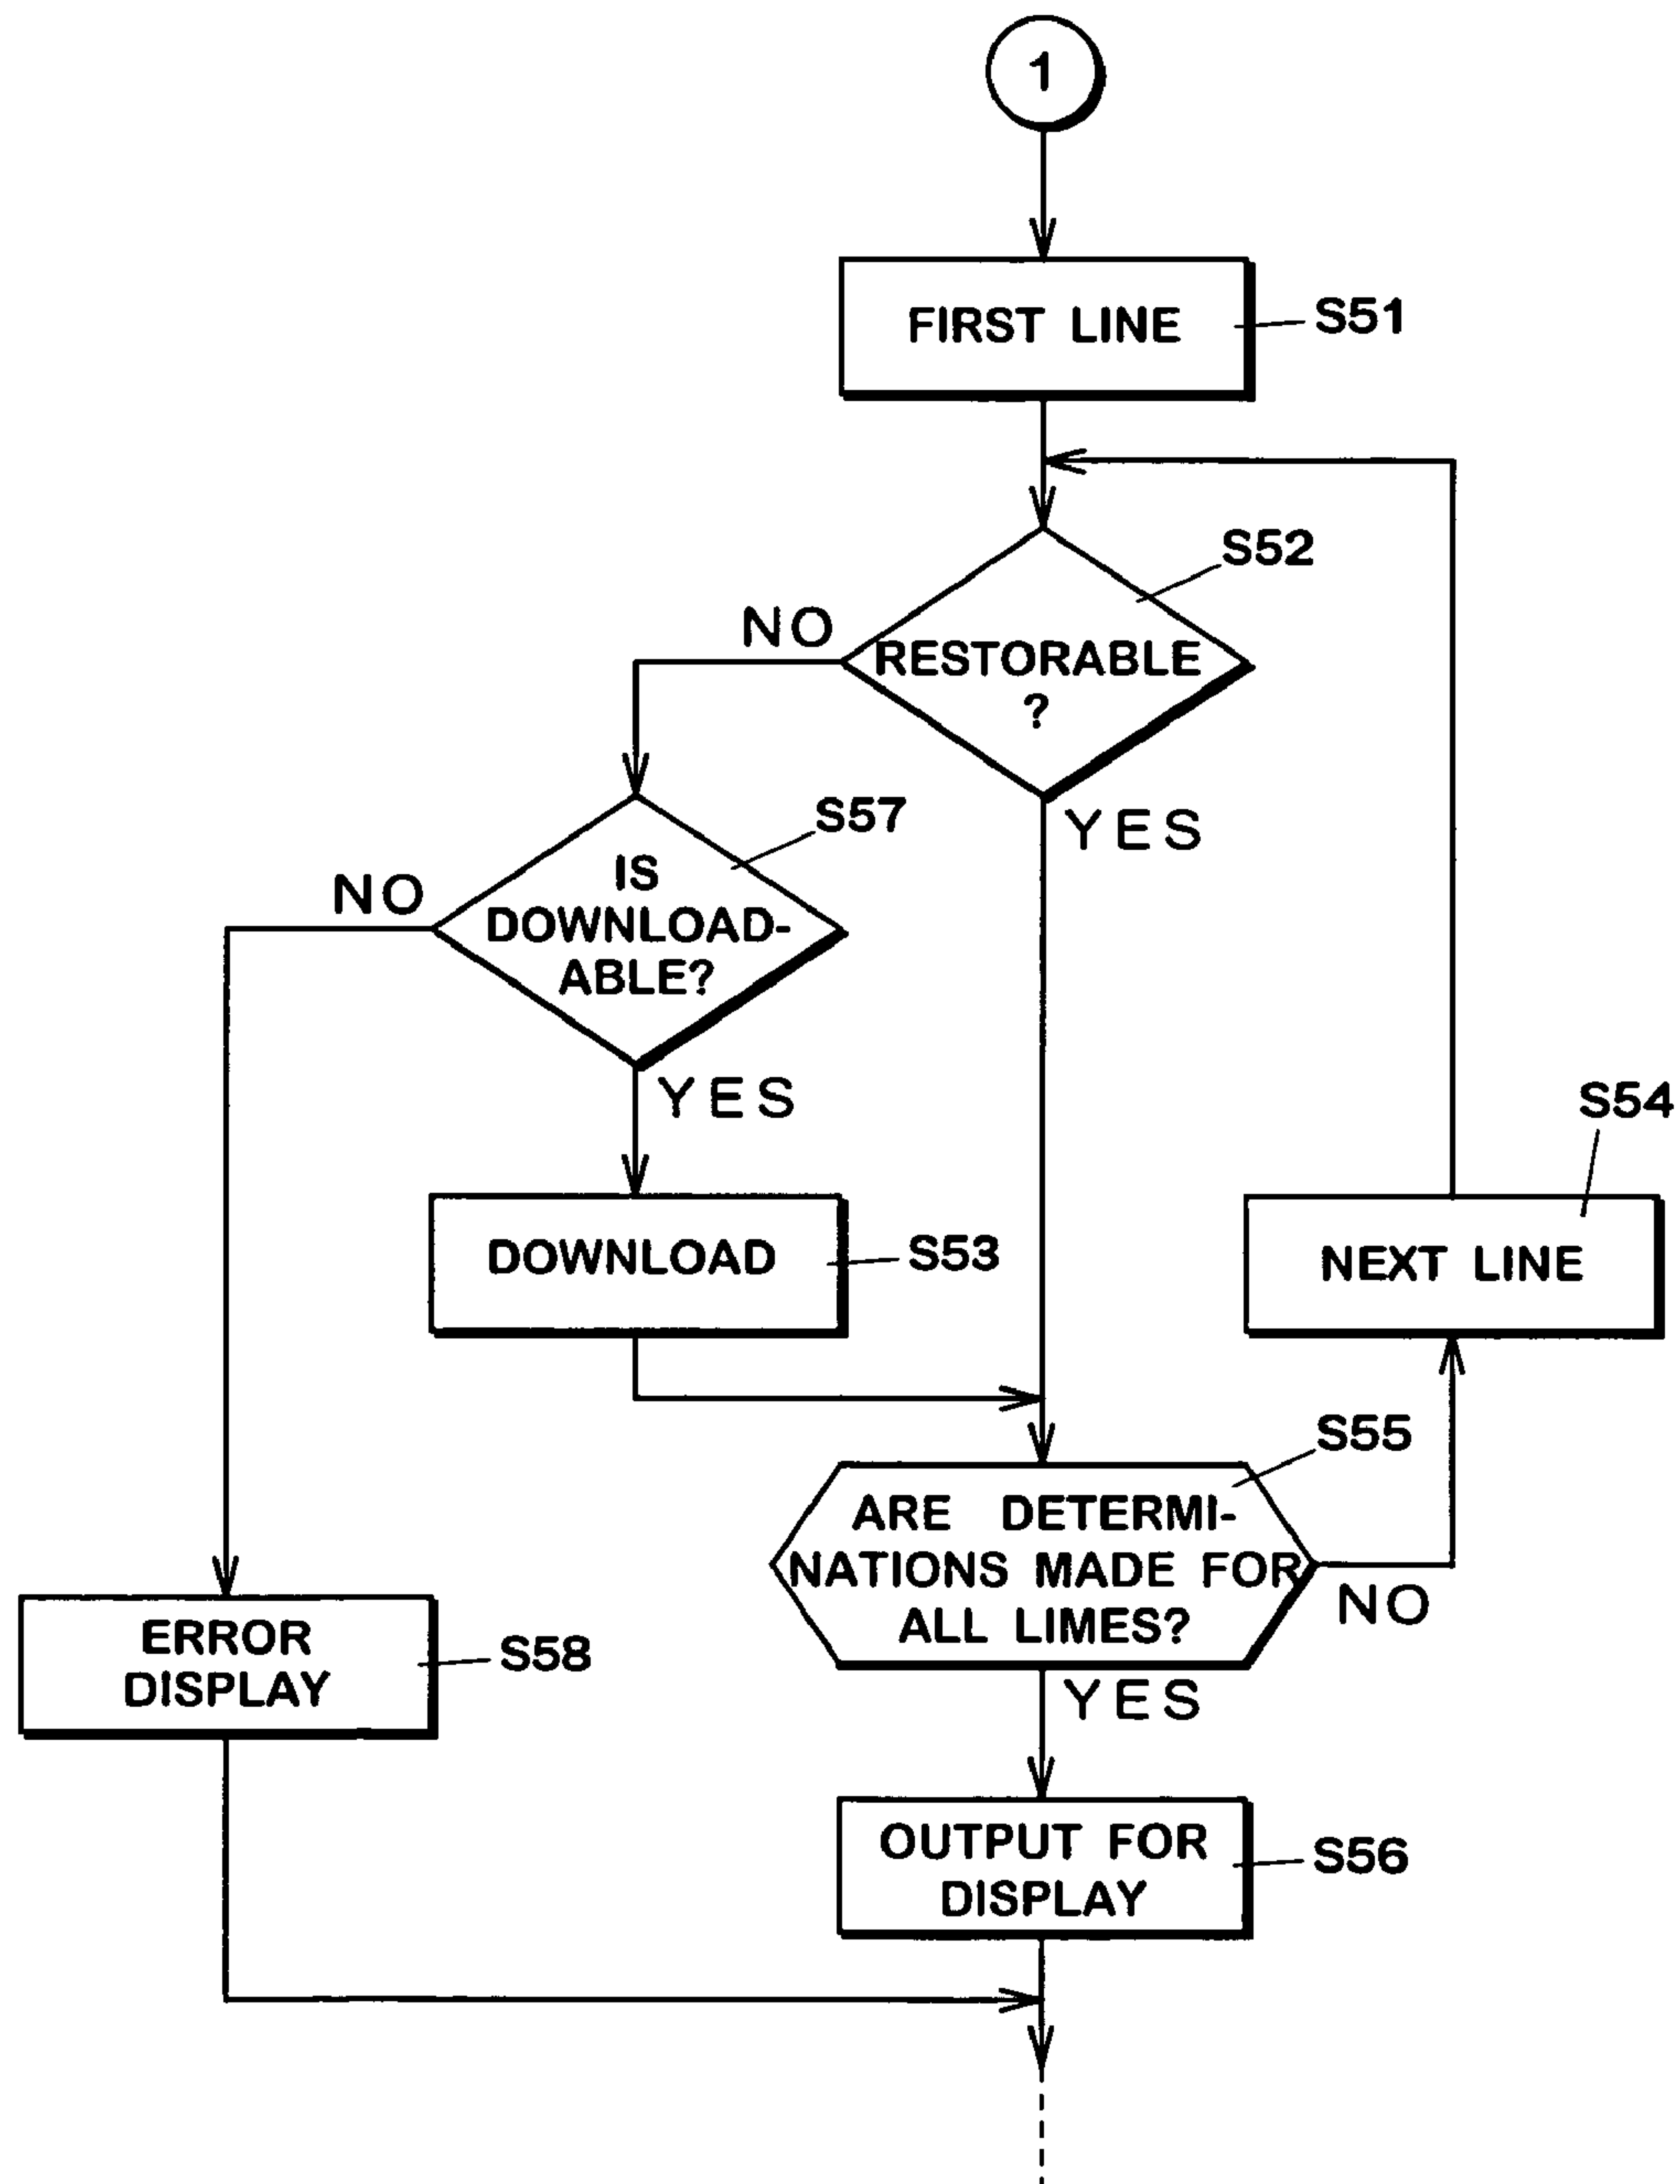 1
FIRST LINE
S51
S52
NO
RESTORABLE
?
YES
S57
NO
IS
DOWNLOAD-
ABLE?
YES
S54
DOWNLOAD
S53
NEXT LINE
S55
ARE DETERMI-
NATIONS MADE FOR
ALL LIMES?
NO
ERROR
DISPLAY
S58
YES
OUTPUT FOR
DISPLAY
S56